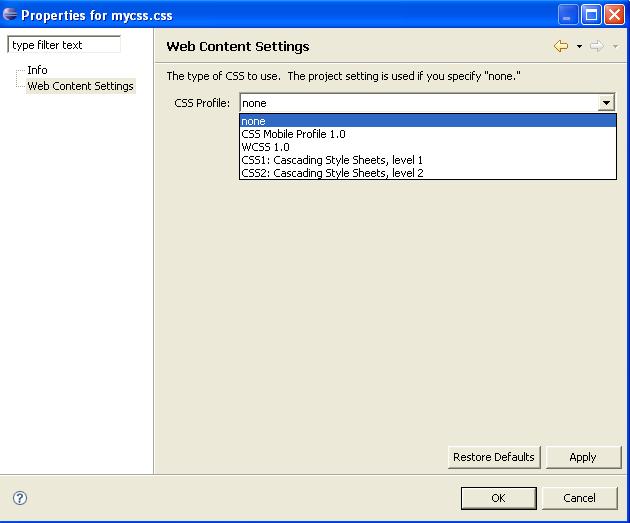 Properties for mycss.css
type filter text
Info
Web Content Settings
Web Content Settings
The type of CSS to use. The project setting is used if you specify "none."
CSS Profile: none
none
CSS Mobile Profile 1.0
WCSS 1.0
CSS1: Cascading Style Sheets, level 1
CSS2: Cascading Style Sheets, level 2
Restore Defaults Apply
? OK Cancel